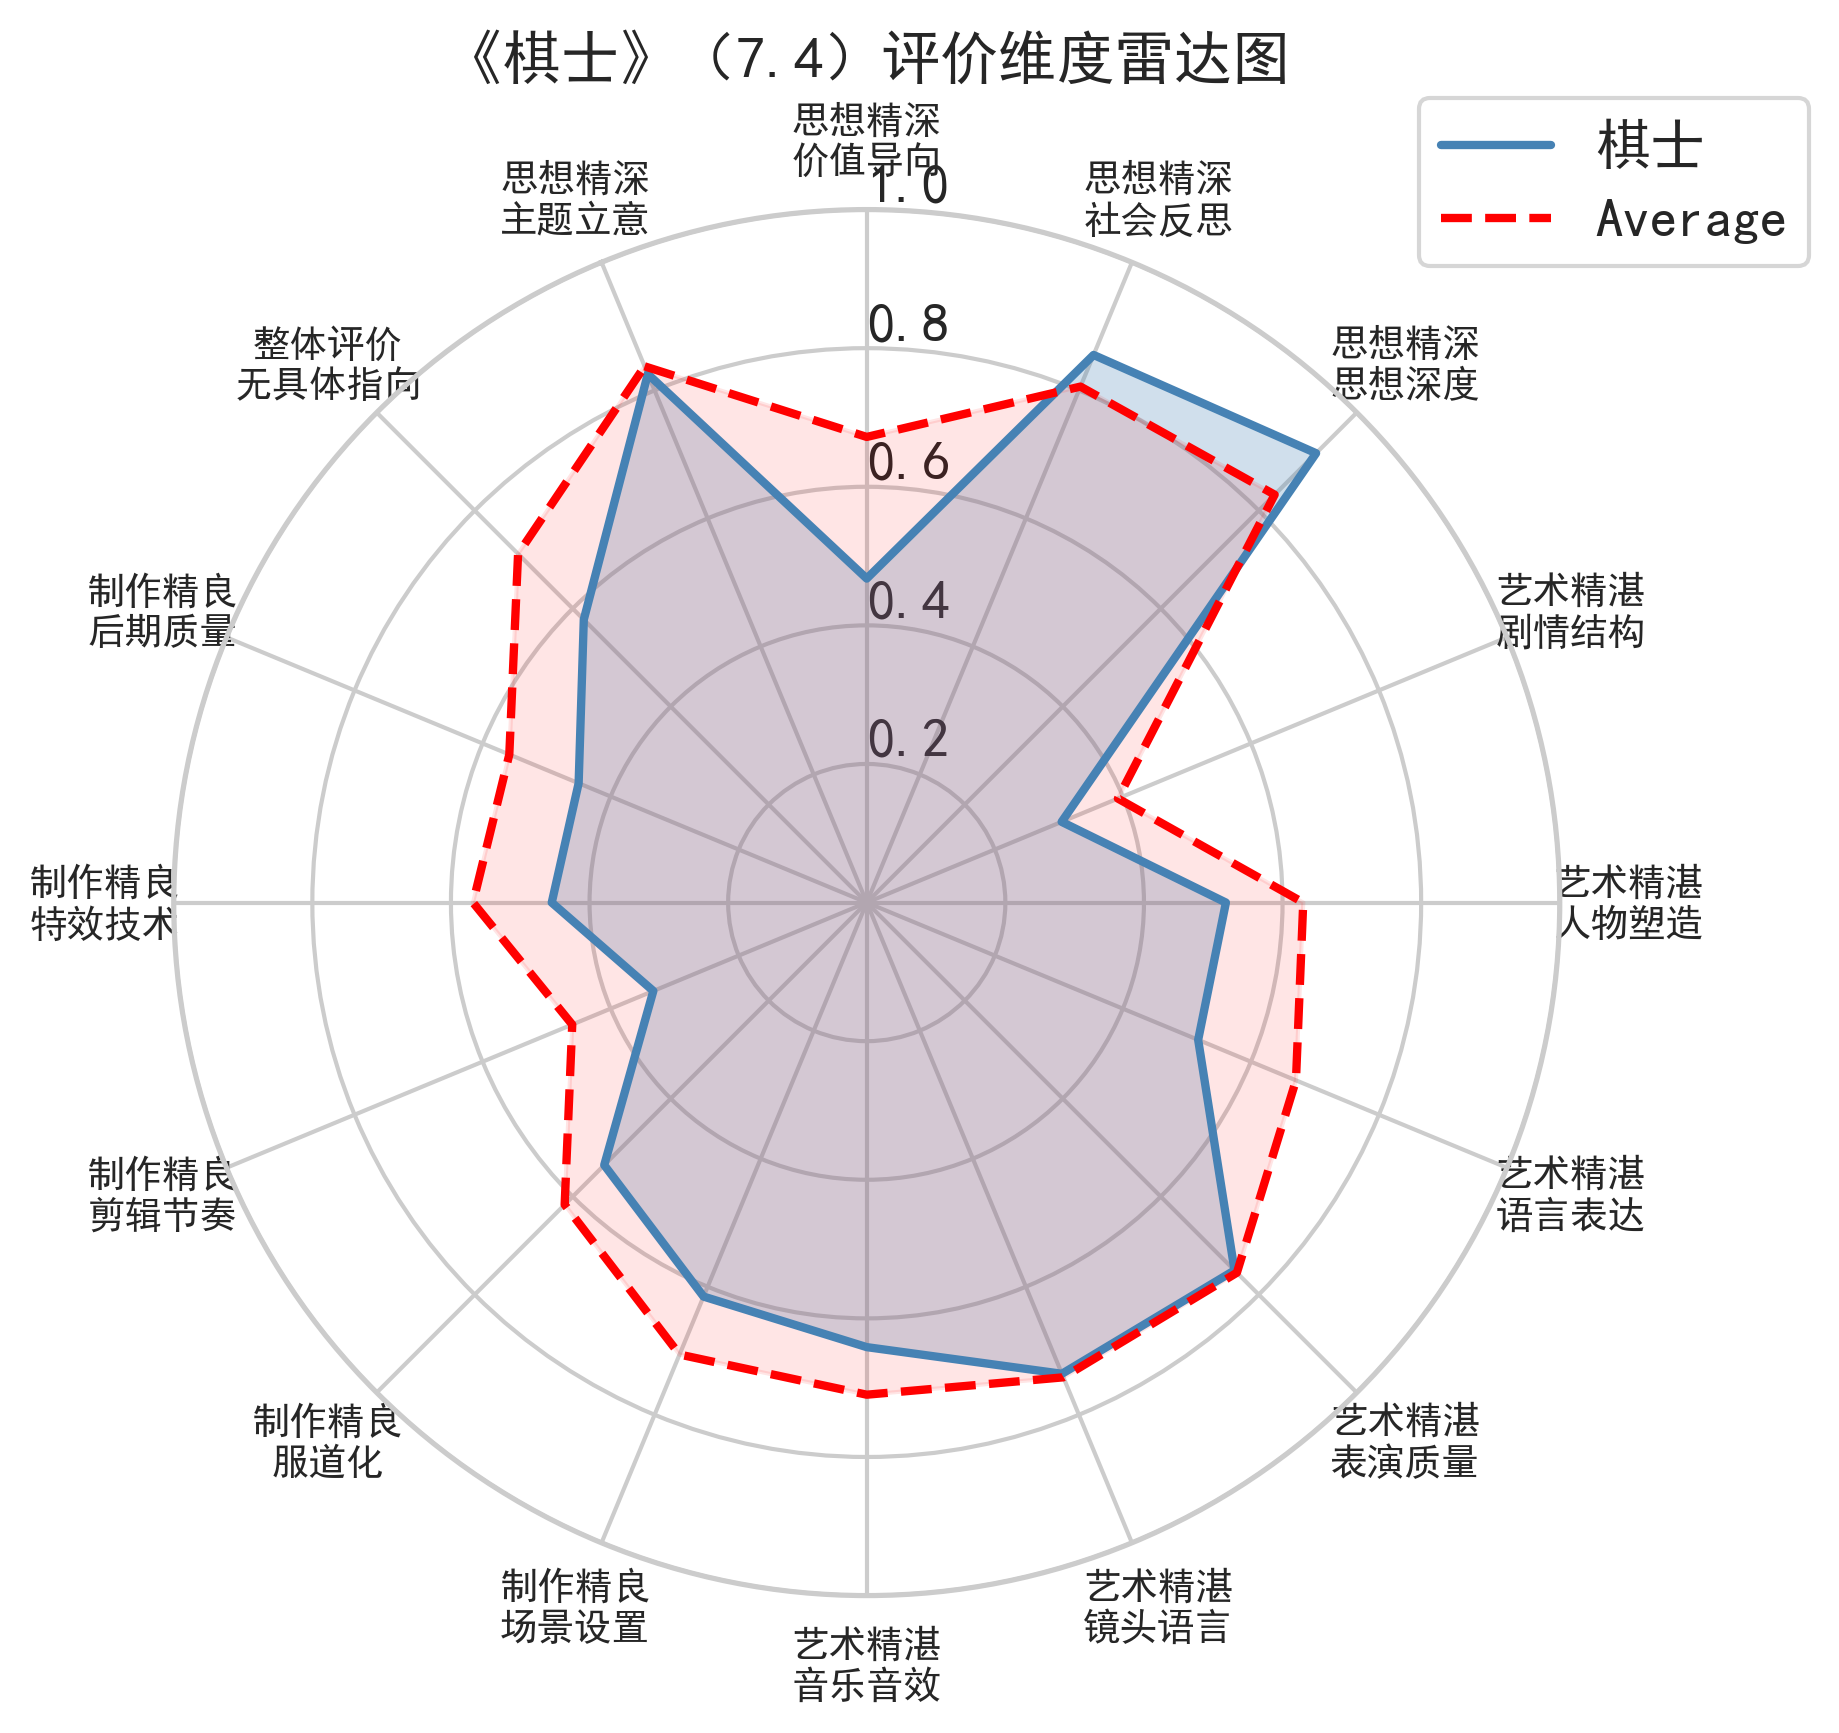 《棋士》（7.4）评价维度雷达图
棋士
Average
思想精深
价值导向
思想精深
社会反思
思想精深
思想深度
艺术精湛
剧情结构
艺术精湛
人物塑造
艺术精湛
语言表达
艺术精湛
表演质量
艺术精湛
镜头语言
艺术精湛
音乐音效
制作精良
场景设置
制作精良
服道化
制作精良
剪辑节奏
制作精良
特效技术
制作精良
后期质量
整体评价
无具体指向
思想精深
主题立意
1.0
0.8
0.6
0.4
0.2